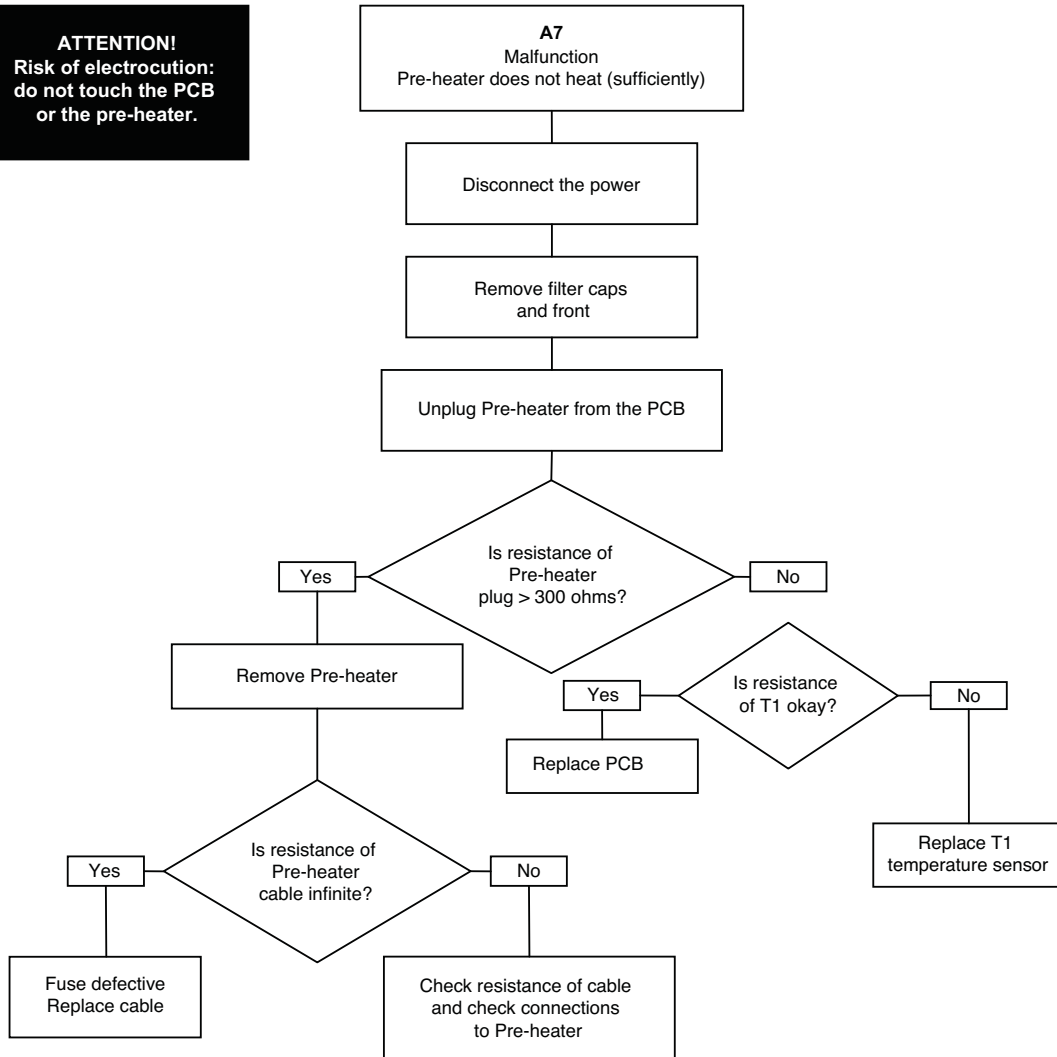 ATTENTION!
Risk of electrocution:
do not touch the PCB
or the pre-heater.
A7
Malfunction
Pre-heater does not heat (sufficiently)
Disconnect the power
Remove filter caps
and front
Unplug Pre-heater from the PCB
Is resistance of
Pre-heater
plug > 300 ohms?
Yes
No
Remove Pre-heater
Is resistance
of T1 okay?
Yes
No
Replace PCB
Replace T1
temperature sensor
Is resistance of
Pre-heater
cable infinite?
Yes
No
Fuse defective
Replace cable
Check resistance of cable
and check connections
to Pre-heater